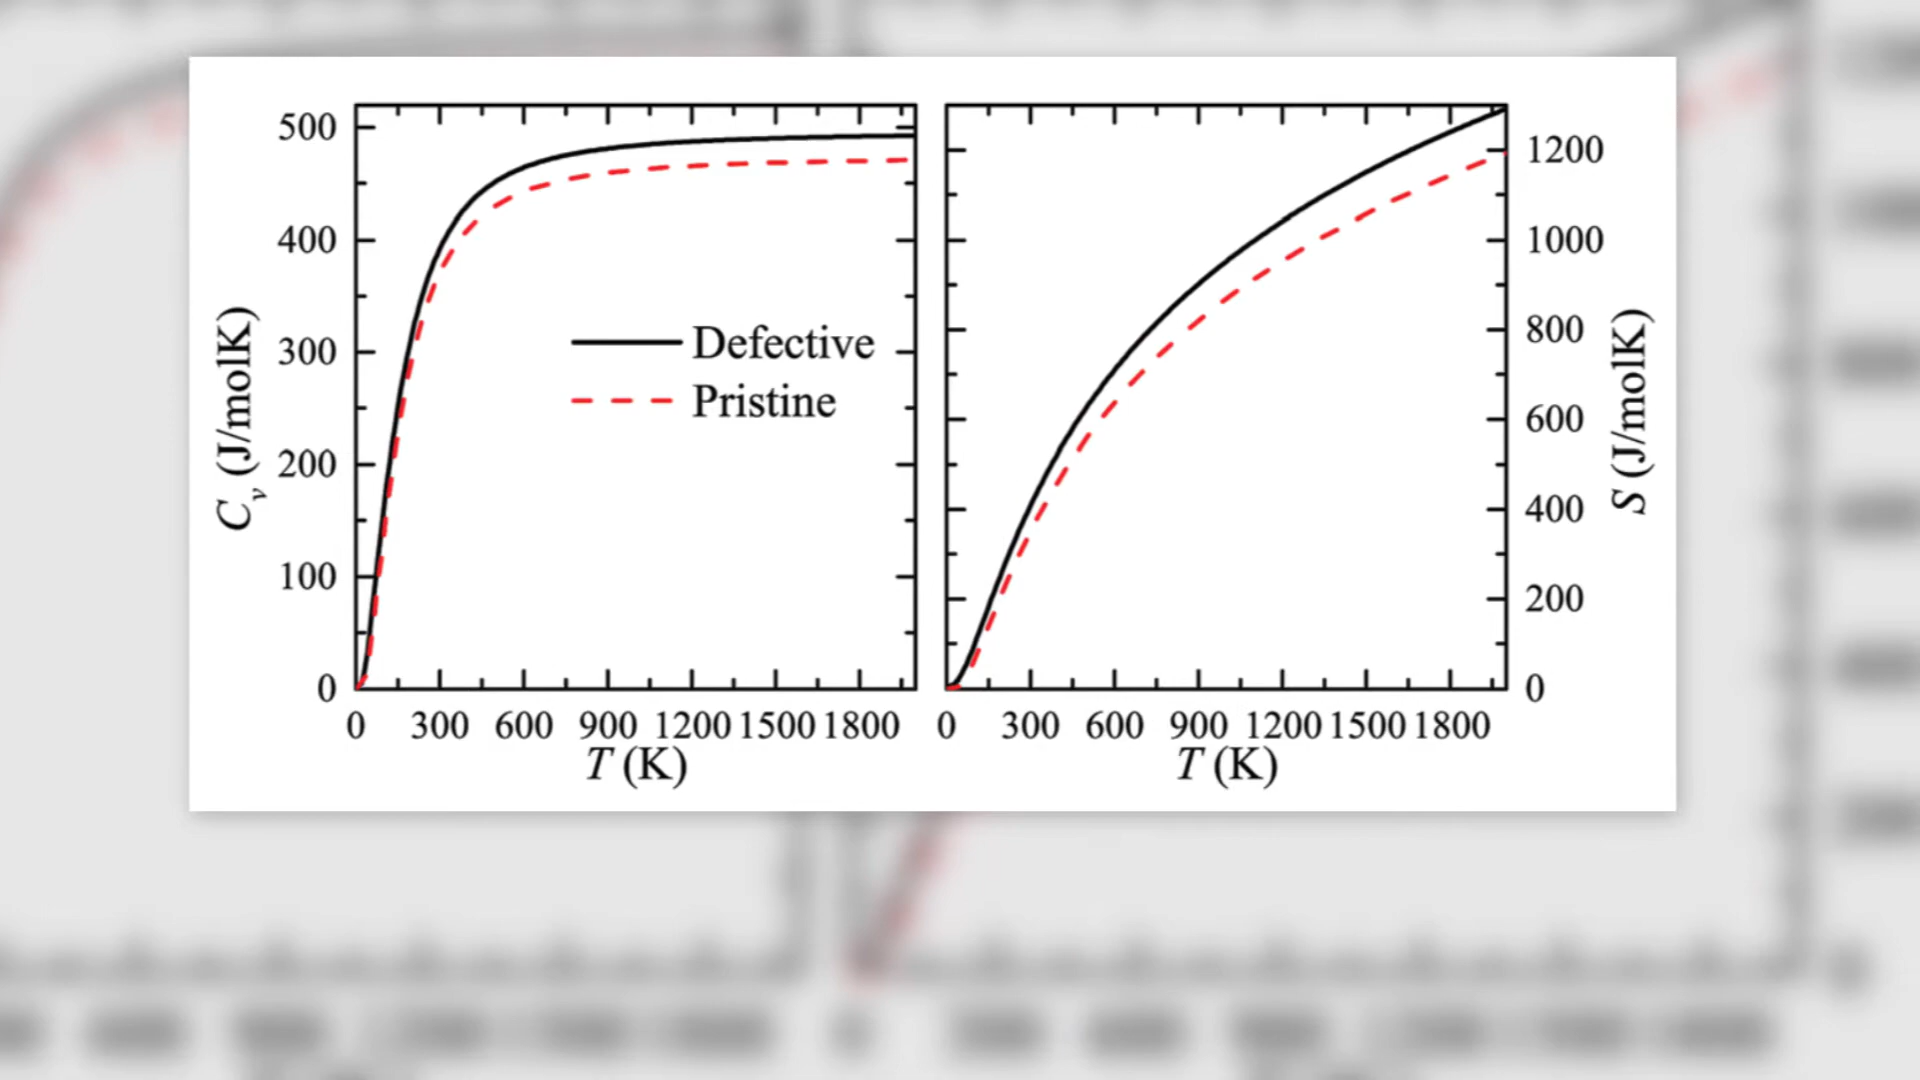 500
400
300
200
100
0
C_v (J/molK)
Defective
Pristine
0 300 600 900 1200 1500 1800
T (K)
1200
1000
800
600
400
200
0
S (J/molK)
0 300 600 900 1200 1500 1800
T (K)